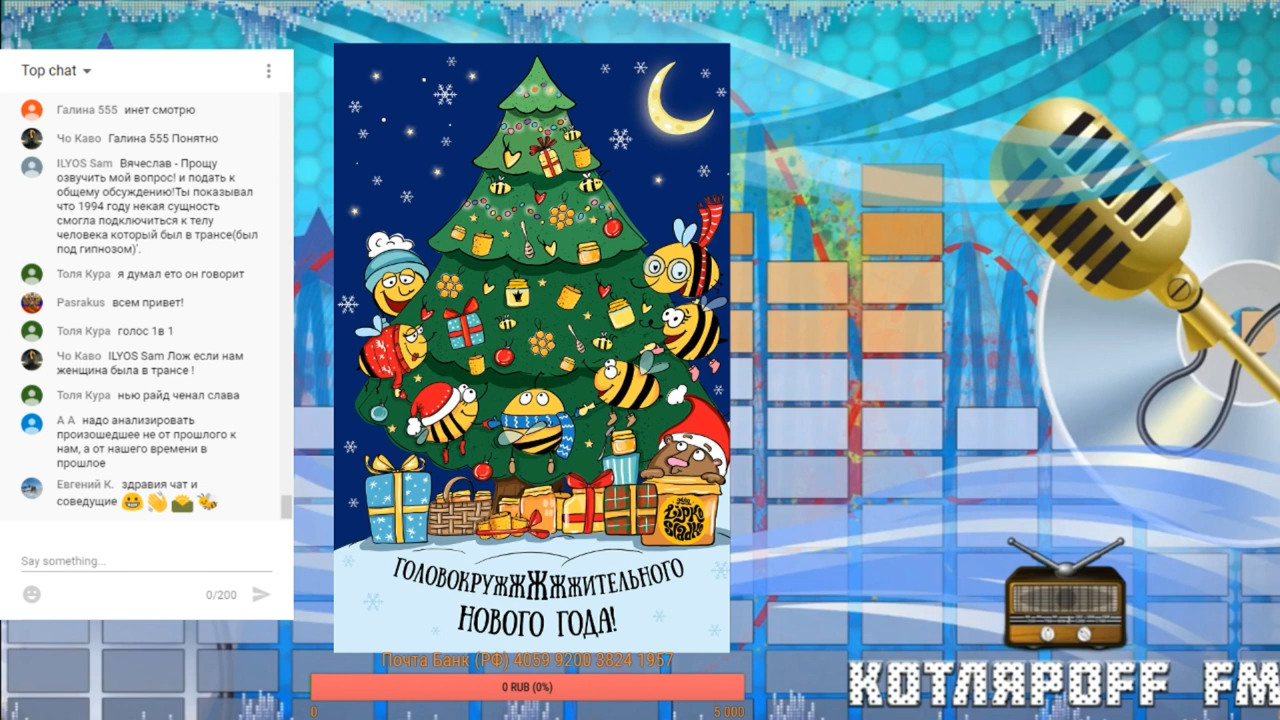 Top chat
Галина 555 инет смотрю
Чо Каво Галина 555 Понятно
ILYOS Sam Вячеслав - Прощу
озвучить мой вопрос! и подать к
общему обсуждению!Ты показывал
что 1994 году некая сущность
смогла подключиться к телу
человека который был в трансе(был
под гипнозом)'.
Толя Кура я думал ето он говорит
Pasrakus всем привет!
Толя Кура голос 1в 1
Чо Каво ILYOS Sam Лож если нам
женщина была в трансе !
Толя Кура нью райд ченал слава
A A надо анализировать
произошедшее не от прошлого к
нам, а от нашего времени в
прошлое
Евгений К. здравия чат и
соведущие
Say something...
0/200
ГОЛОВОКРУЖЖЖЖЖИТЕЛЬНОГО
НОВОГО ГОДА!
Почта Банк (РФ) 4059 9200 3824 1957
0 RUB (0%)
0
5 000
КОТЛЯРОFF FM